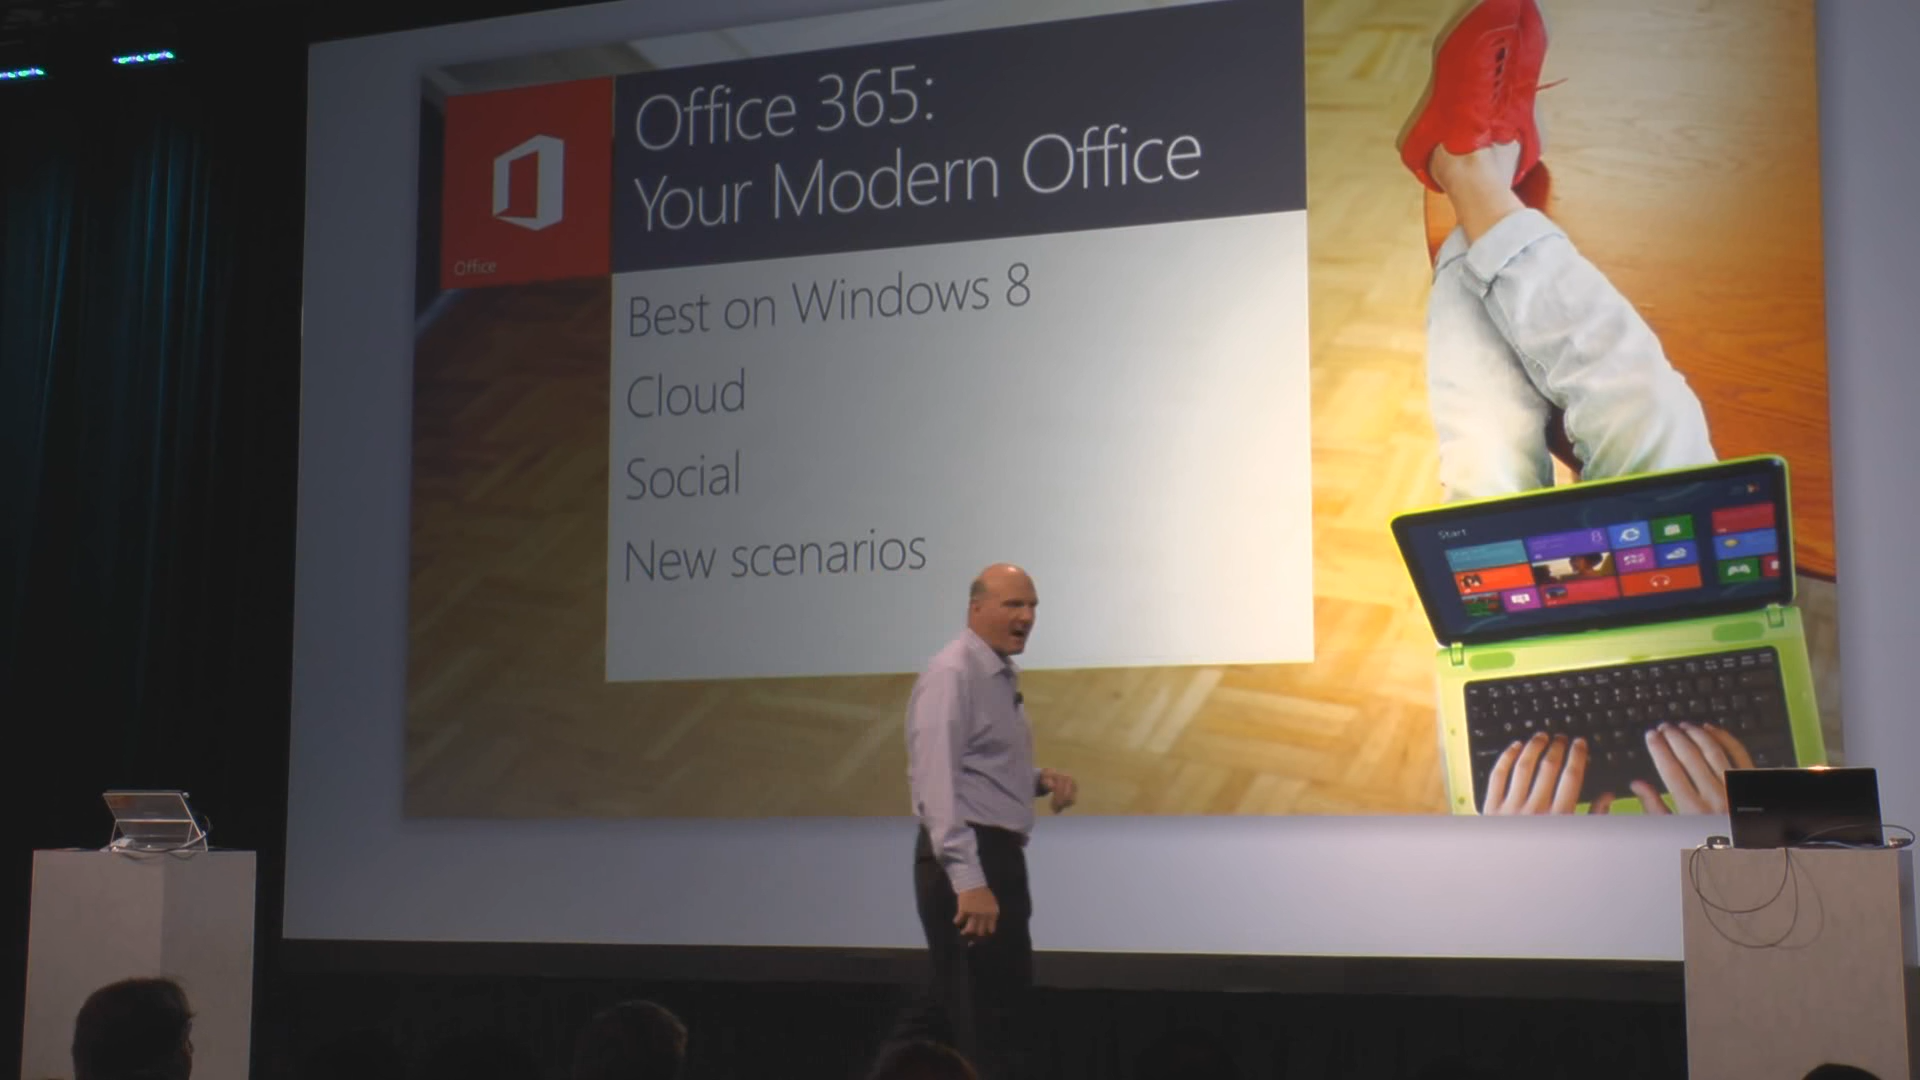 Office 365:
Your Modern Office
Office
Best on Windows 8
Cloud
Social
New scenarios
Start